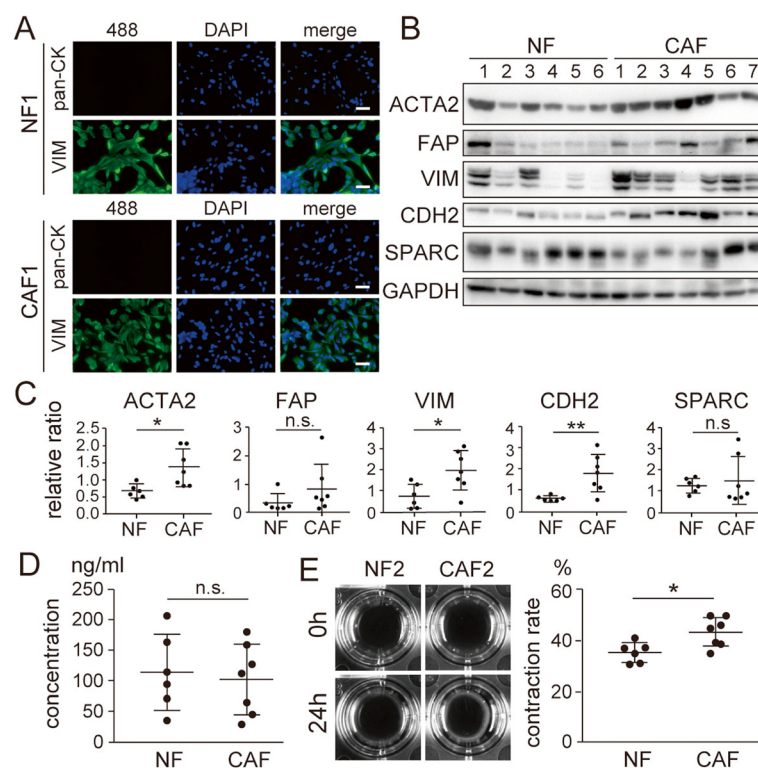 A
488 DAPI merge
NF1
pan-CK
VIM
488 DAPI merge
CAF1
pan-CK
VIM
B
NF CAF
1 2 3 4 5 6 1 2 3 4 5 6 7
ACTA2
FAP
VIM
CDH2
SPARC
GAPDH
C
relative ratio
ACTA2
*
2.5
2.0
1.5
1.0
0.5
0
NF CAF
FAP
n.s.
3
2
1
0
NF CAF
VIM
*
4
3
2
1
0
NF CAF
CDH2
**
4
3
2
1
0
NF CAF
SPARC
n.s
4
3
2
1
0
NF CAF
D
ng/ml
concentration
n.s.
250
200
150
100
50
0
NF CAF
E
NF2 CAF2
0h
24h
%
contraction rate
*
60
40
20
0
NF CAF